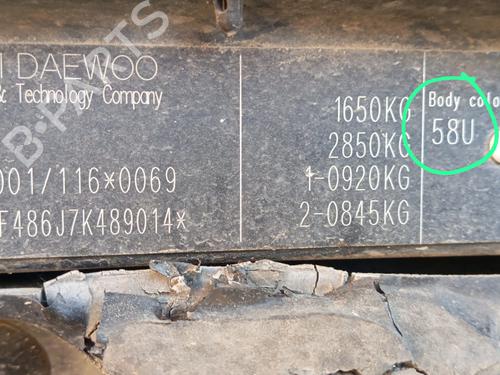 DAEWOO
& Technology Company
001/116*0069
F486J7K489014*
1650KG
2850KG
1-0920KG
2-0845KG
Body colo
58U
B-PARTS